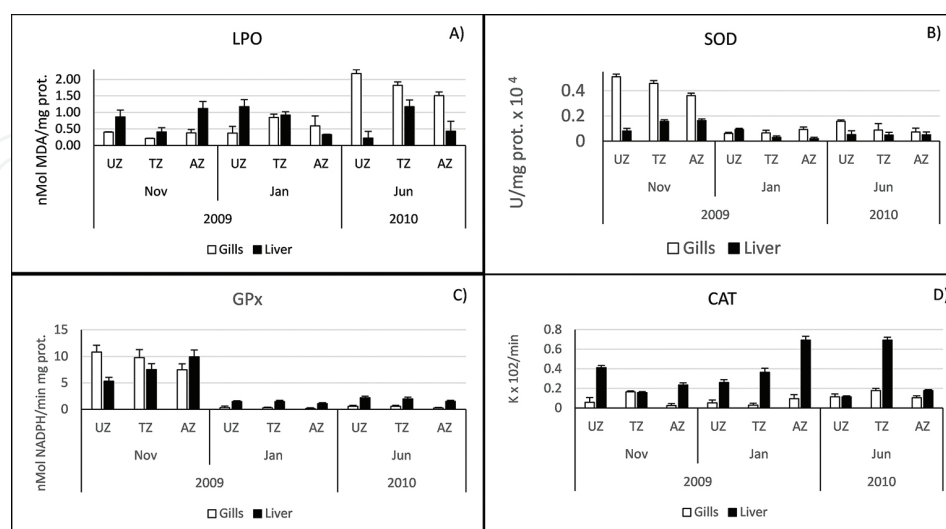 LPO
A)
nMol MDA/mg prot.
2.00
1.50
1.00
0.50
0.00
UZ TZ AZ UZ TZ AZ UZ TZ AZ
Nov Jan Jun
2009 2010
Gills Liver
SOD
B)
U/mg prot. x 10 4
0.4
0.2
0
UZ TZ AZ UZ TZ AZ UZ TZ AZ
Nov Jan Jun
2009 2010
Gills Liver
GPx
C)
nMol NADPH/min mg prot.
15
10
5
0
UZ TZ AZ UZ TZ AZ UZ TZ AZ
Nov Jan Jun
2009 2010
Gills Liver
CAT
D)
K x 102/min
0.8
0.6
0.4
0.2
0
UZ TZ AZ UZ TZ AZ UZ TZ AZ
Nov Jan Jun
2009 2010
Gills Liver